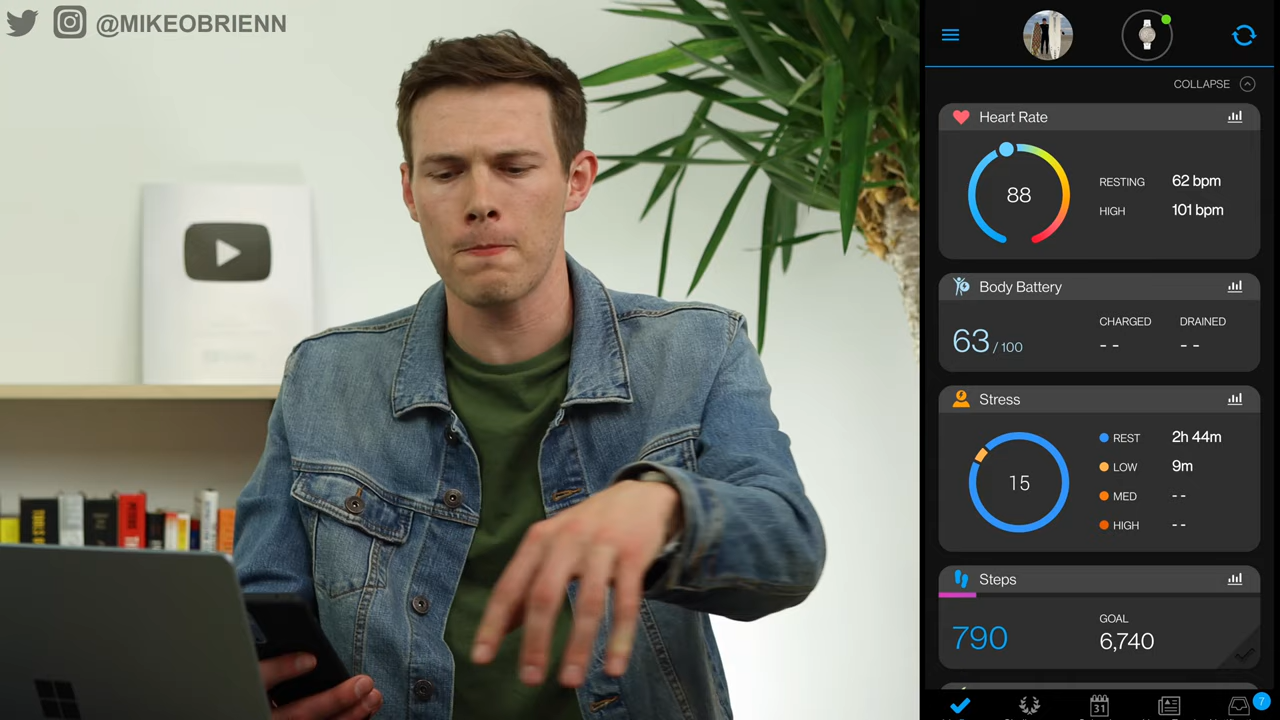 @MIKEOBRIENN
COLLAPSE
Heart Rate
88
RESTING 62 bpm
HIGH 101 bpm
Body Battery
63 / 100
CHARGED DRAINED
-- --
Stress
15
REST 2h 44m
LOW 9m
MED --
HIGH --
Steps
790
GOAL
6,740
31
7